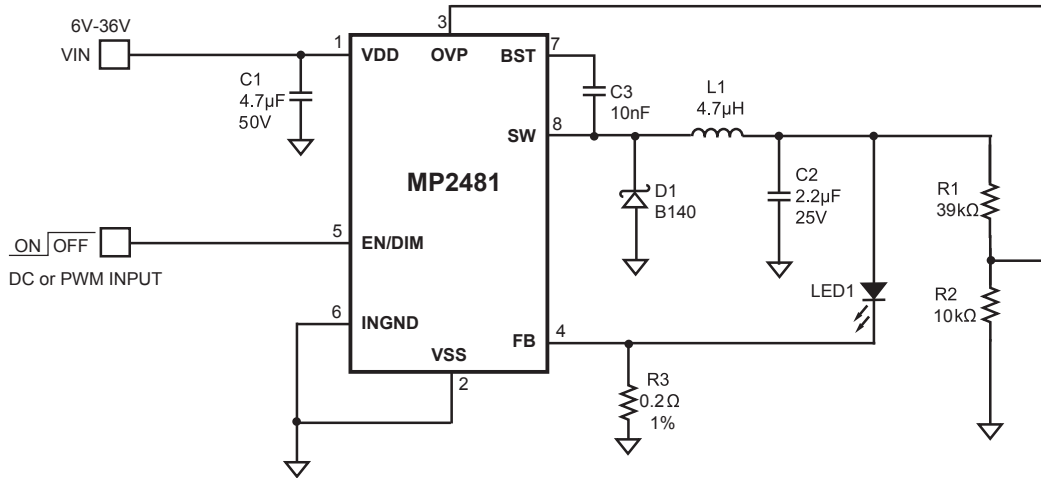 6V-36V
VIN
1
VDD
3
OVP
BST
7
C1
4.7µF
50V
C3
10nF
L1
4.7µH
SW
8
MP2481
D1
B140
C2
2.2µF
25V
R1
39kΩ
ON OFF
5
EN/DIM
DC or PWM INPUT
LED1
R2
10kΩ
6
INGND
FB
4
VSS
2
R3
0.2Ω
1%